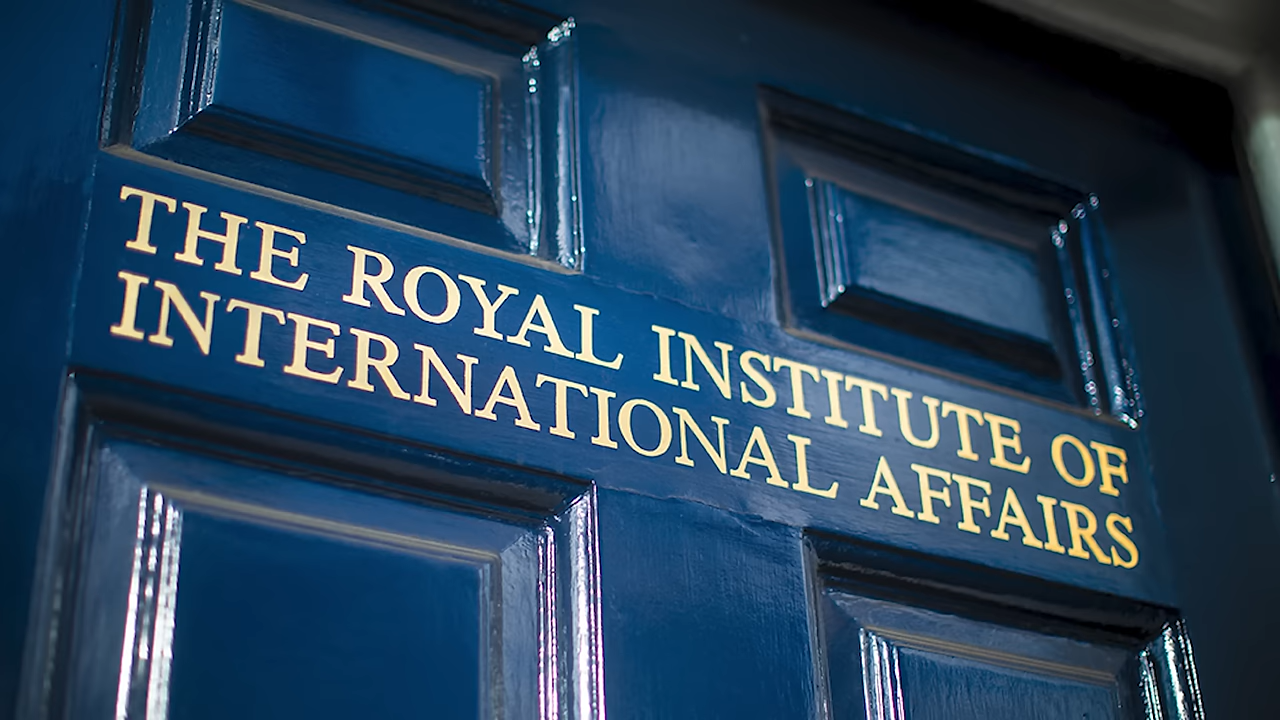 THE ROYAL INSTITUTE OF
INTERNATIONAL AFFAIRS